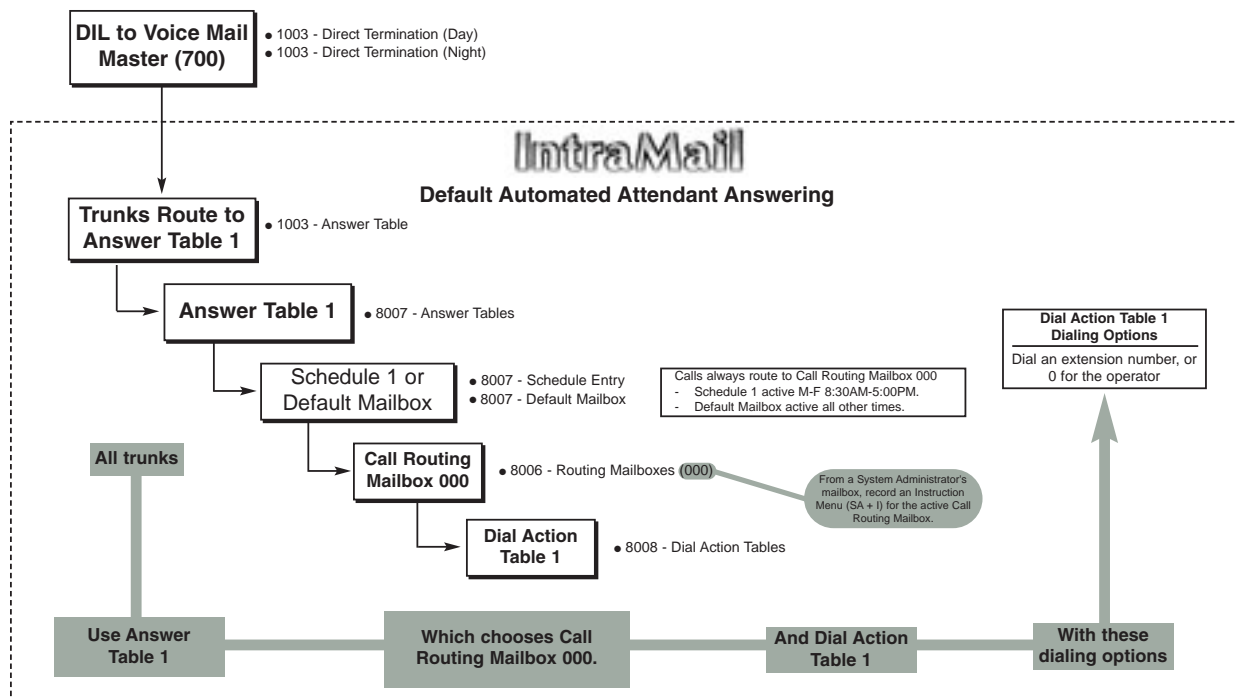 DIL to Voice Mail
Master (700)
● 1003 - Direct Termination (Day)
● 1003 - Direct Termination (Night)
IntraMail
Default Automated Attendant Answering
Trunks Route to
Answer Table 1
● 1003 - Answer Table
Answer Table 1
● 8007 - Answer Tables
Schedule 1 or
Default Mailbox
● 8007 - Schedule Entry
● 8007 - Default Mailbox
Calls always route to Call Routing Mailbox 000
- Schedule 1 active M-F 8:30AM-5:00PM.
- Default Mailbox active all other times.
Dial Action Table 1
Dialing Options
Dial an extension number, or
0 for the operator
All trunks
Call Routing
Mailbox 000
● 8006 - Routing Mailboxes (000)
From a System Administrator's
mailbox, record an Instruction
Menu (SA + I) for the active Call
Routing Mailbox.
Dial Action
Table 1
● 8008 - Dial Action Tables
Use Answer
Table 1
Which chooses Call
Routing Mailbox 000.
And Dial Action
Table 1
With these
dialing options